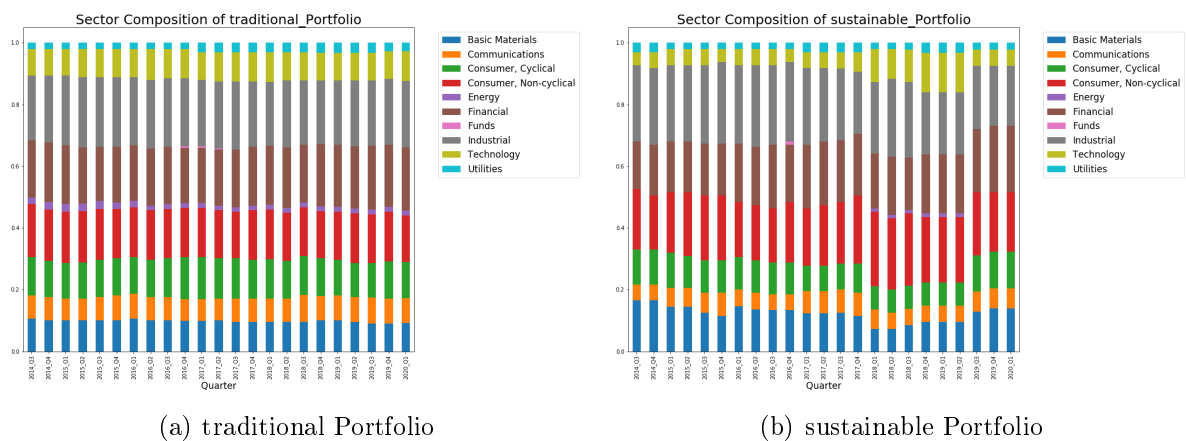 Sector Composition of traditional_Portfolio
1.0
0.8
0.6
0.4
0.2
0.0
2014_Q3
2014_Q4
2015_Q1
2015_Q2
2015_Q3
2015_Q4
2016_Q1
2016_Q2
2016_Q3
2016_Q4
2017_Q1
2017_Q2
2017_Q3
2017_Q4
2018_Q1
2018_Q2
2018_Q3
2018_Q4
2019_Q1
2019_Q2
2019_Q3
2019_Q4
2020_Q1
Quarter
Basic Materials
Communications
Consumer, Cyclical
Consumer, Non-cyclical
Energy
Financial
Funds
Industrial
Technology
Utilities
(a) traditional Portfolio
Sector Composition of sustainable_Portfolio
1.0
0.8
0.6
0.4
0.2
0.0
2014_Q3
2014_Q4
2015_Q1
2015_Q2
2015_Q3
2015_Q4
2016_Q1
2016_Q2
2016_Q3
2016_Q4
2017_Q1
2017_Q2
2017_Q3
2017_Q4
2018_Q1
2018_Q2
2018_Q3
2018_Q4
2019_Q1
2019_Q2
2019_Q3
2019_Q4
2020_Q1
Quarter
Basic Materials
Communications
Consumer, Cyclical
Consumer, Non-cyclical
Energy
Financial
Funds
Industrial
Technology
Utilities
(b) sustainable Portfolio